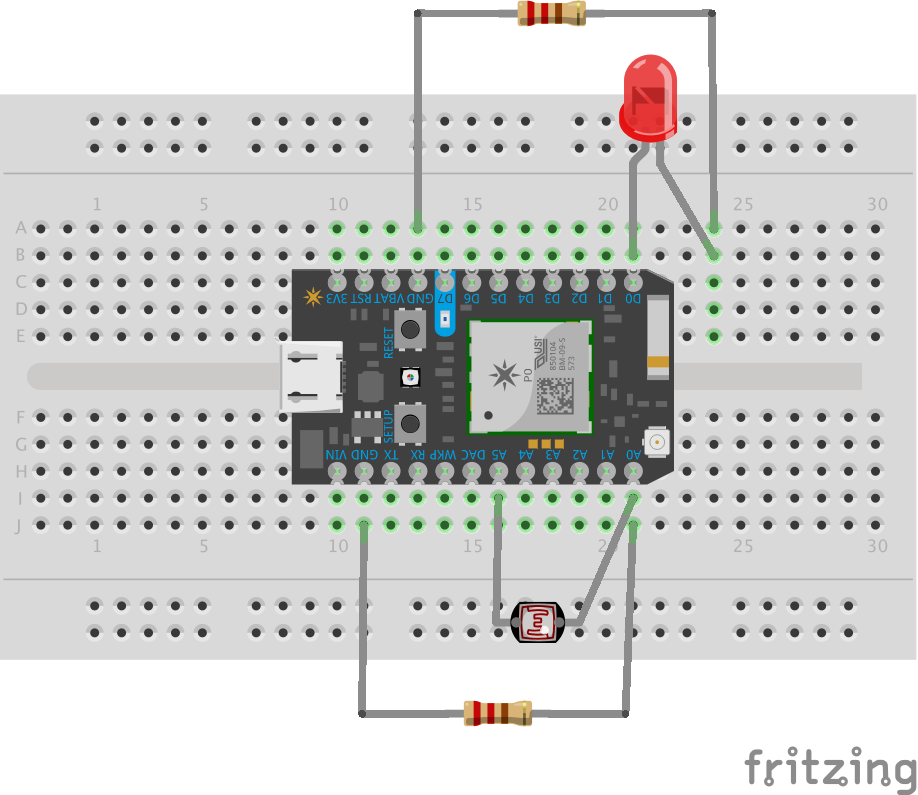 1 5 10 15 20 25 30
A
B
C
3V3 RST VBAT GND D7 D6 D5 D4 D3 D2 D1 D0
D
E
RESET
P0
USI
850104
BM-09-S
S73
F
SETUP
G
VIN GND TX RX WKP DAC A5 A4 A3 A2 A1 A0
H
I
J
1 5 10 15 25 30
fritzing